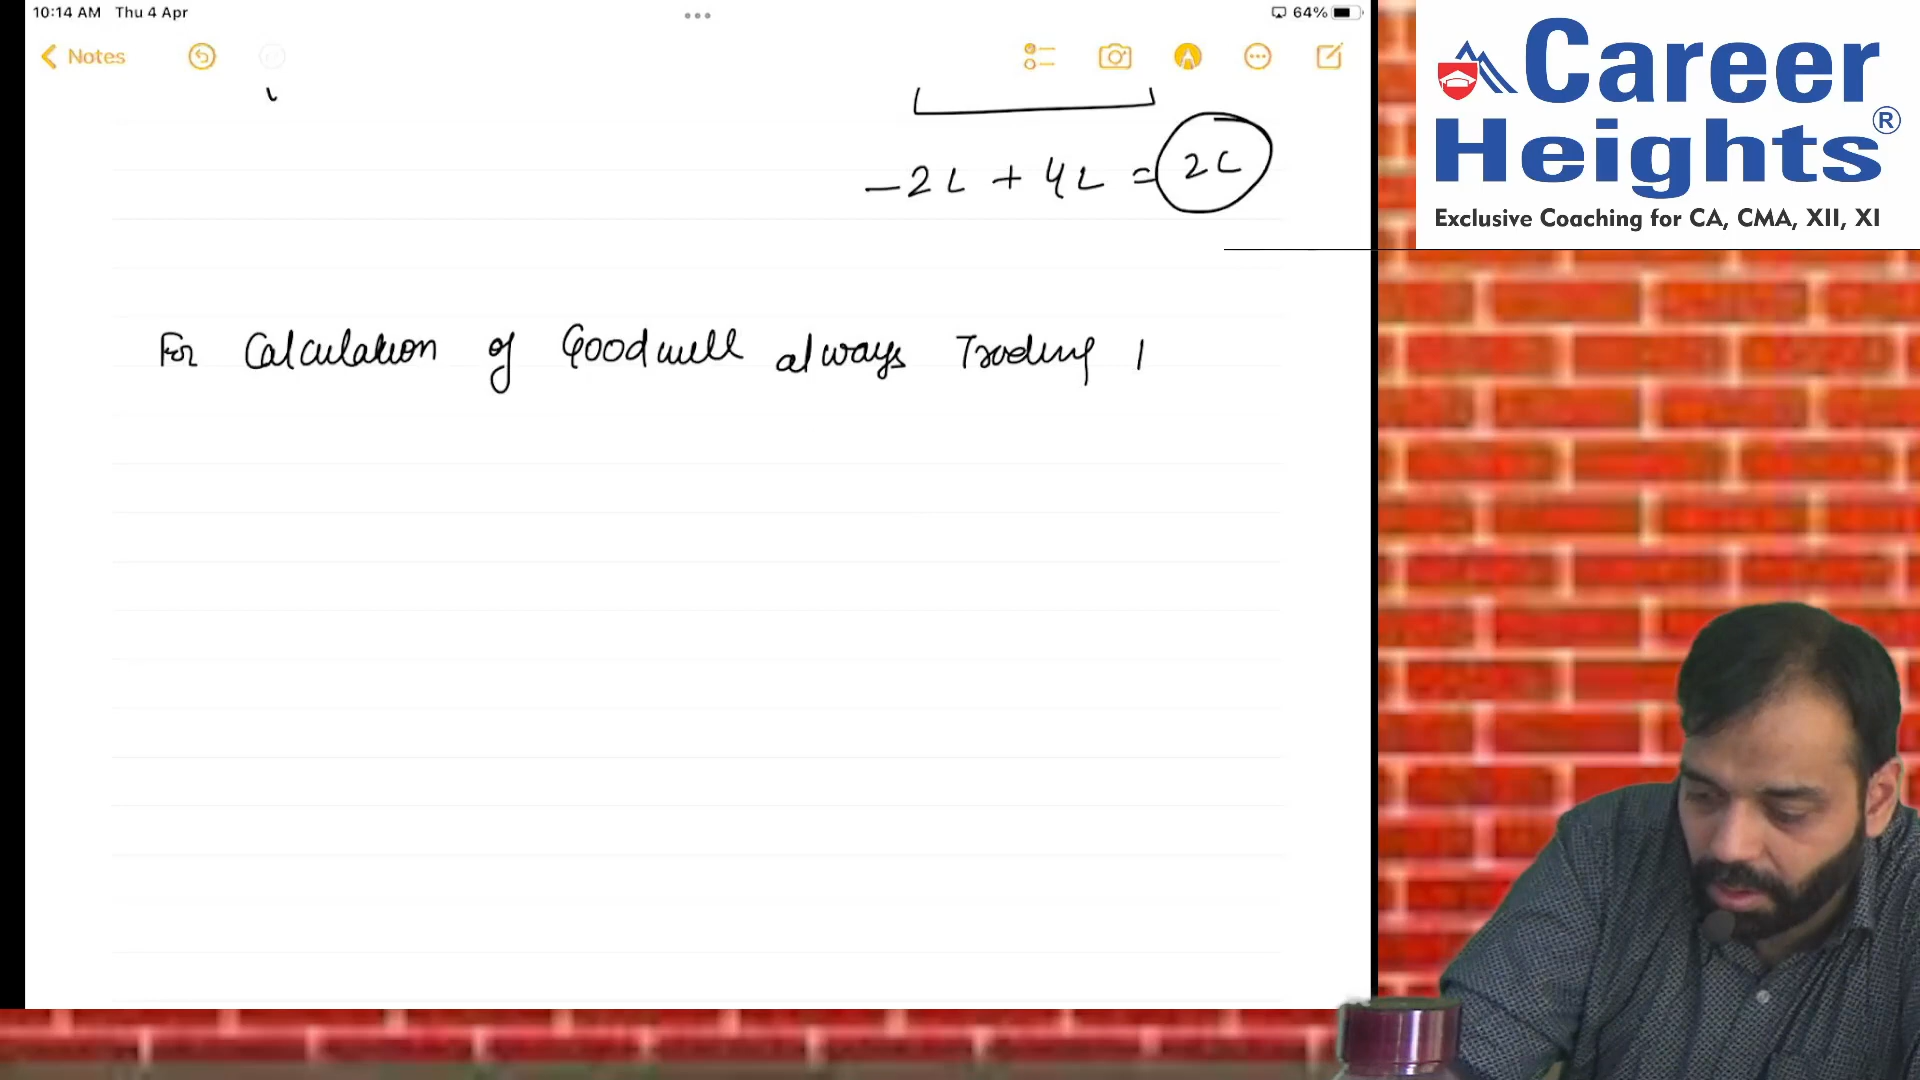 10:14 AM Thu 4 Apr
64%
Notes
-2L + 4L = 2L
For Calculation of Goodwill always Trading
Career
Heights®
Exclusive Coaching for CA, CMA, XII, XI